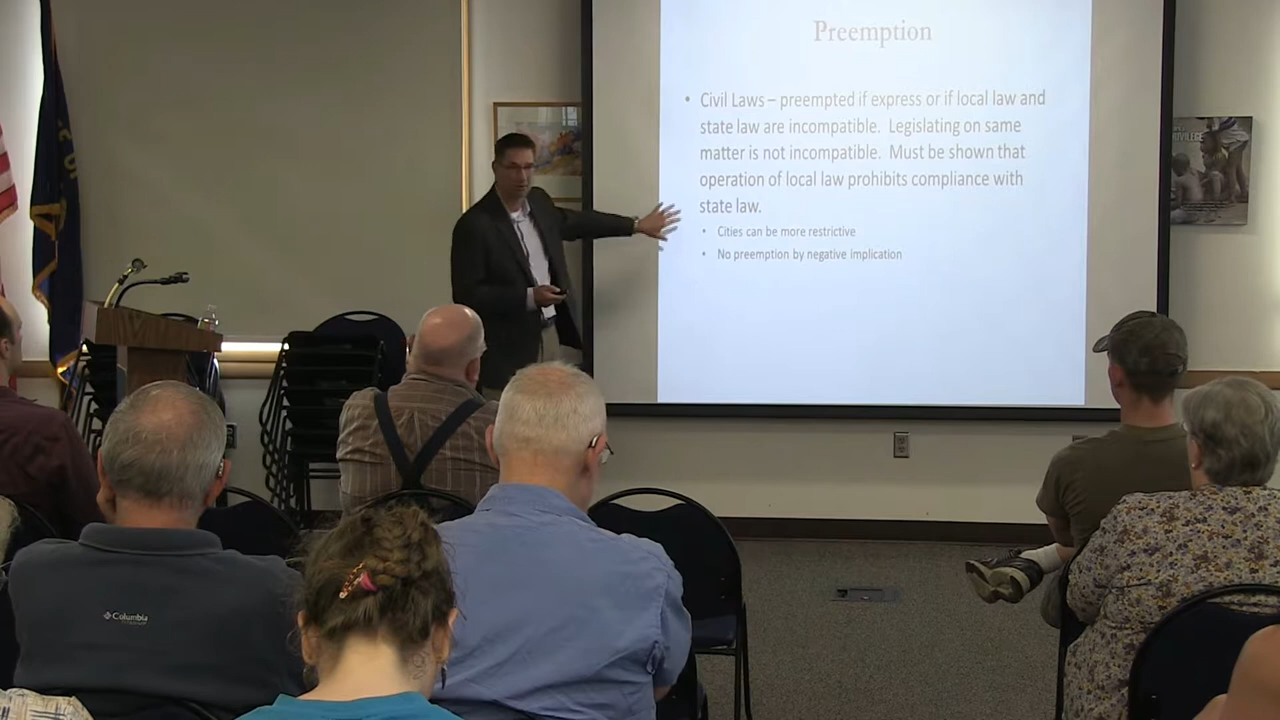 Preemption
• Civil Laws – preempted if express or if local law and
state law are incompatible. Legislating on same
matter is not incompatible. Must be shown that
operation of local law prohibits compliance with
state law.
• Cities can be more restrictive
• No preemption by negative implication
Columbia